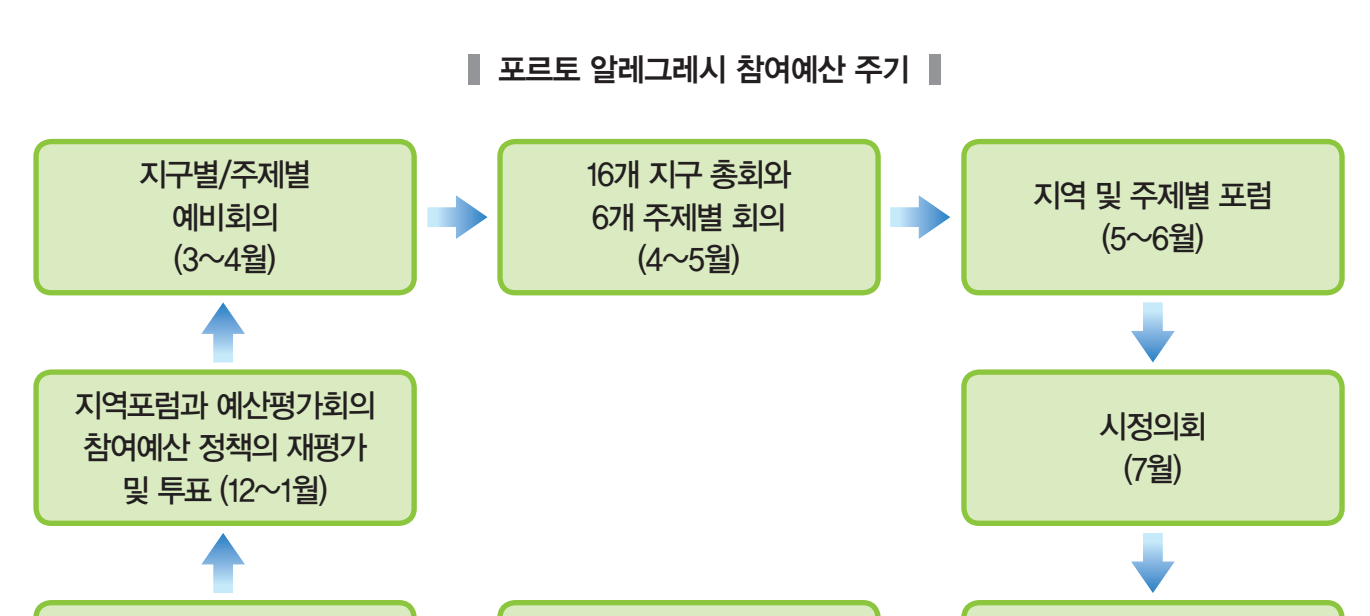 포르토 알레그레시 참여예산 주기
지구별/주제별
예비회의
(3～4월)
16개 지구 총회와
6개 주제별 회의
(4～5월)
지역 및 주제별 포럼
(5～6월)
지역포럼과 예산평가회의
참여예산 정책의 재평가
및 투표 (12～1월)
시정의회
(7월)